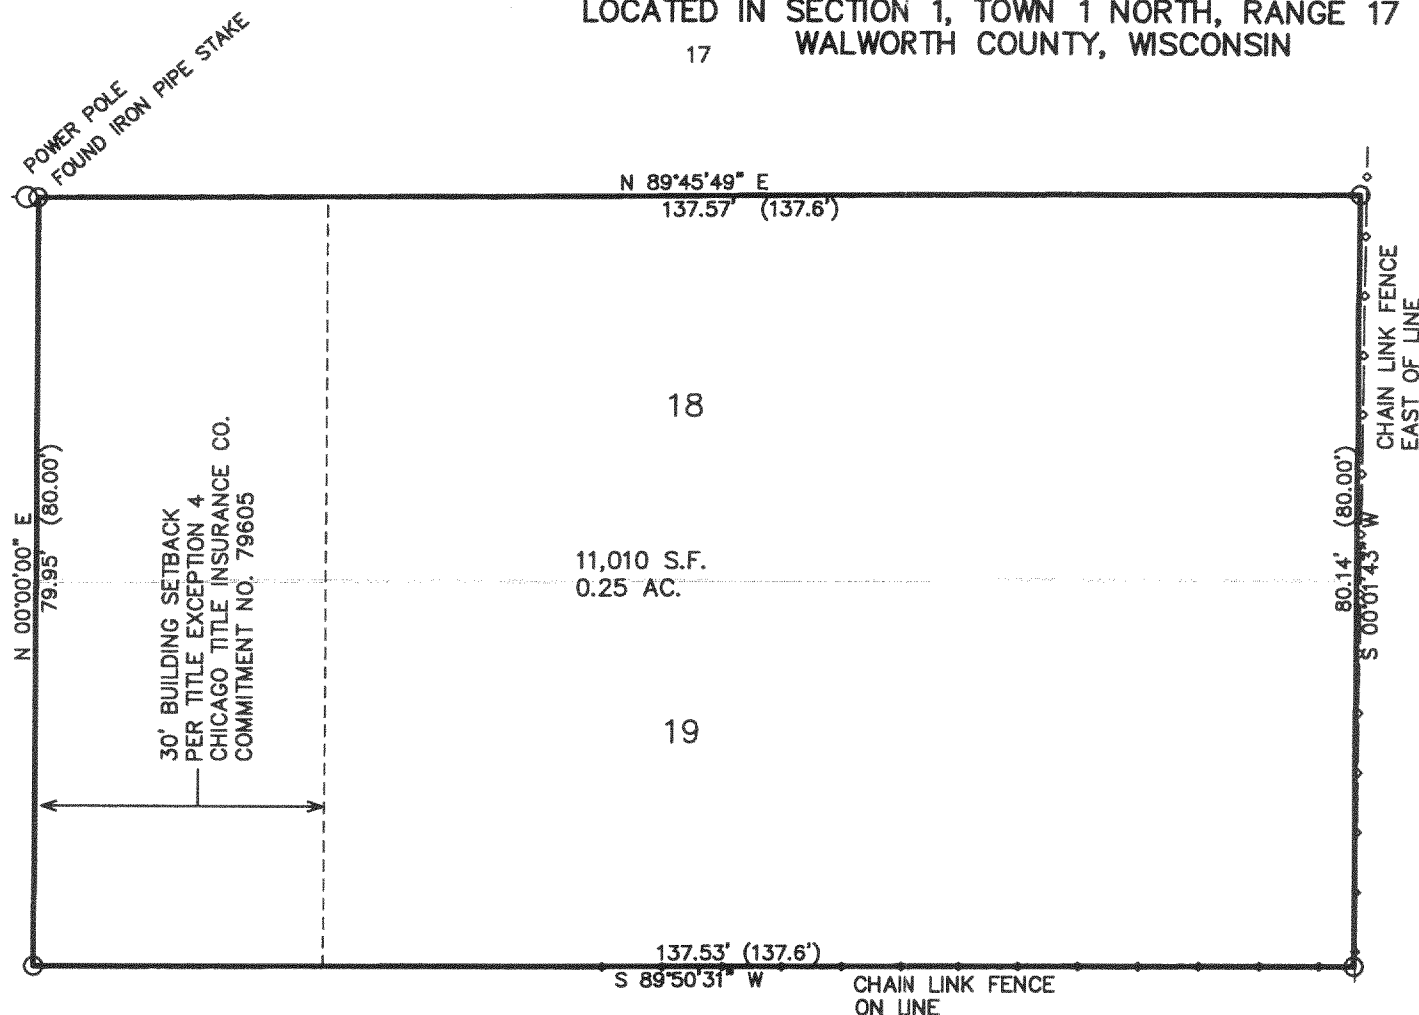 LOCATED IN SECTION 1, TOWN 1 NORTH, RANGE 17
WALWORTH COUNTY, WISCONSIN
17
POWER POLE
FOUND IRON PIPE STAKE
N 89°45'49" E
137.57' (137.6')
CHAIN LINK FENCE
EAST OF LINE
18
N 00°00'00" E
79.95' (80.00')
30' BUILDING SETBACK
PER TITLE EXCEPTION 4
CHICAGO TITLE INSURANCE CO.
COMMITMENT NO. 79605
11,010 S.F.
0.25 AC.
80.14' (80.00')
S 00°01'43" W
19
137.53' (137.6')
S 89°50'31" W
CHAIN LINK FENCE
ON LINE